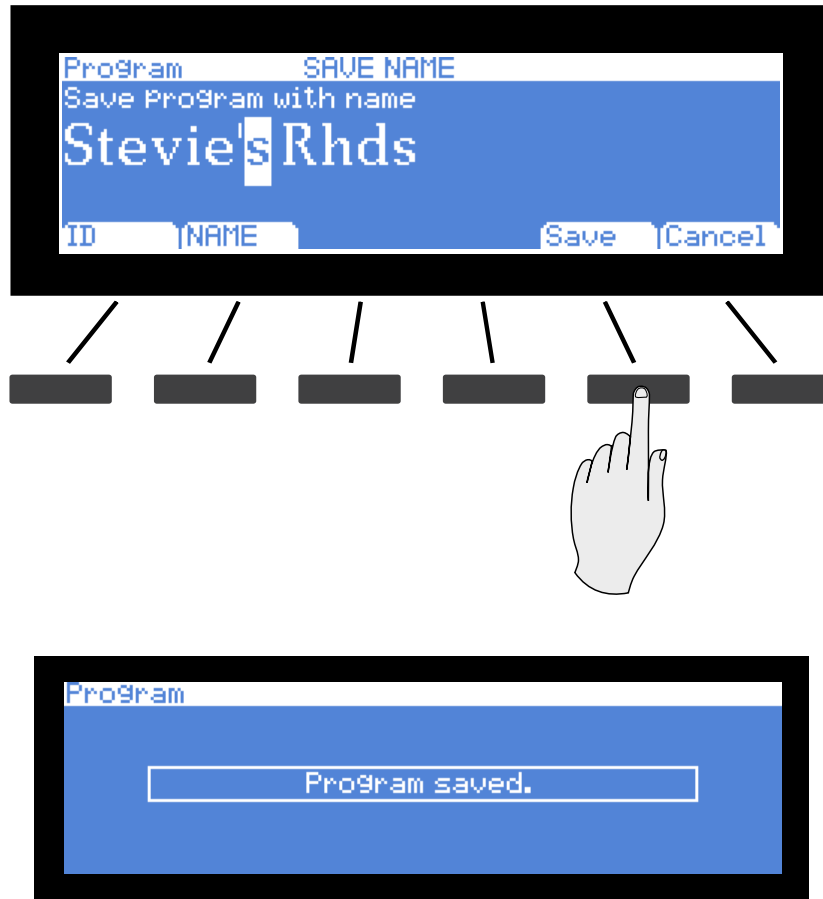 Program SAVE NAME
Save Program with name
Stevie's Rhds
ID NAME Save Cancel
Program
Program saved.